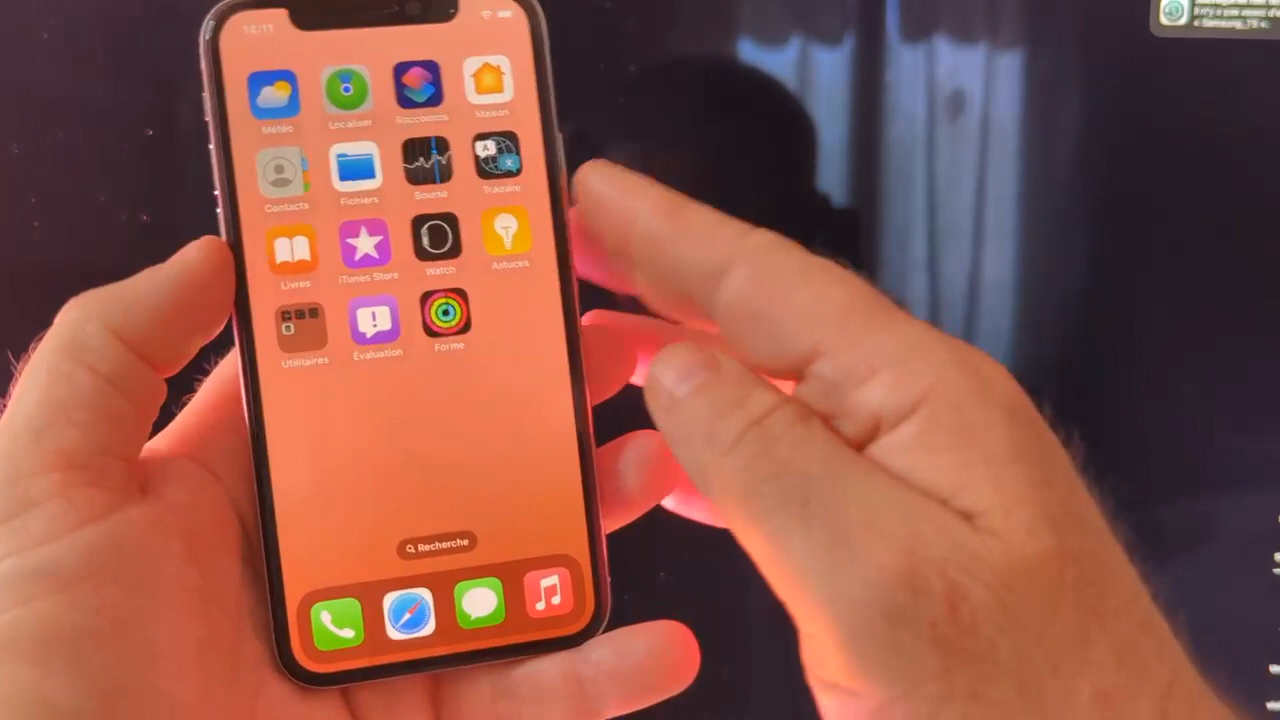 14:11
Météo
Localiser
Raccourcis
Maison
Contacts
Fichiers
Bourse
Traduire
Livres
iTunes Store
Watch
Astuces
Utilitaires
Évaluation
Forme
Recherche